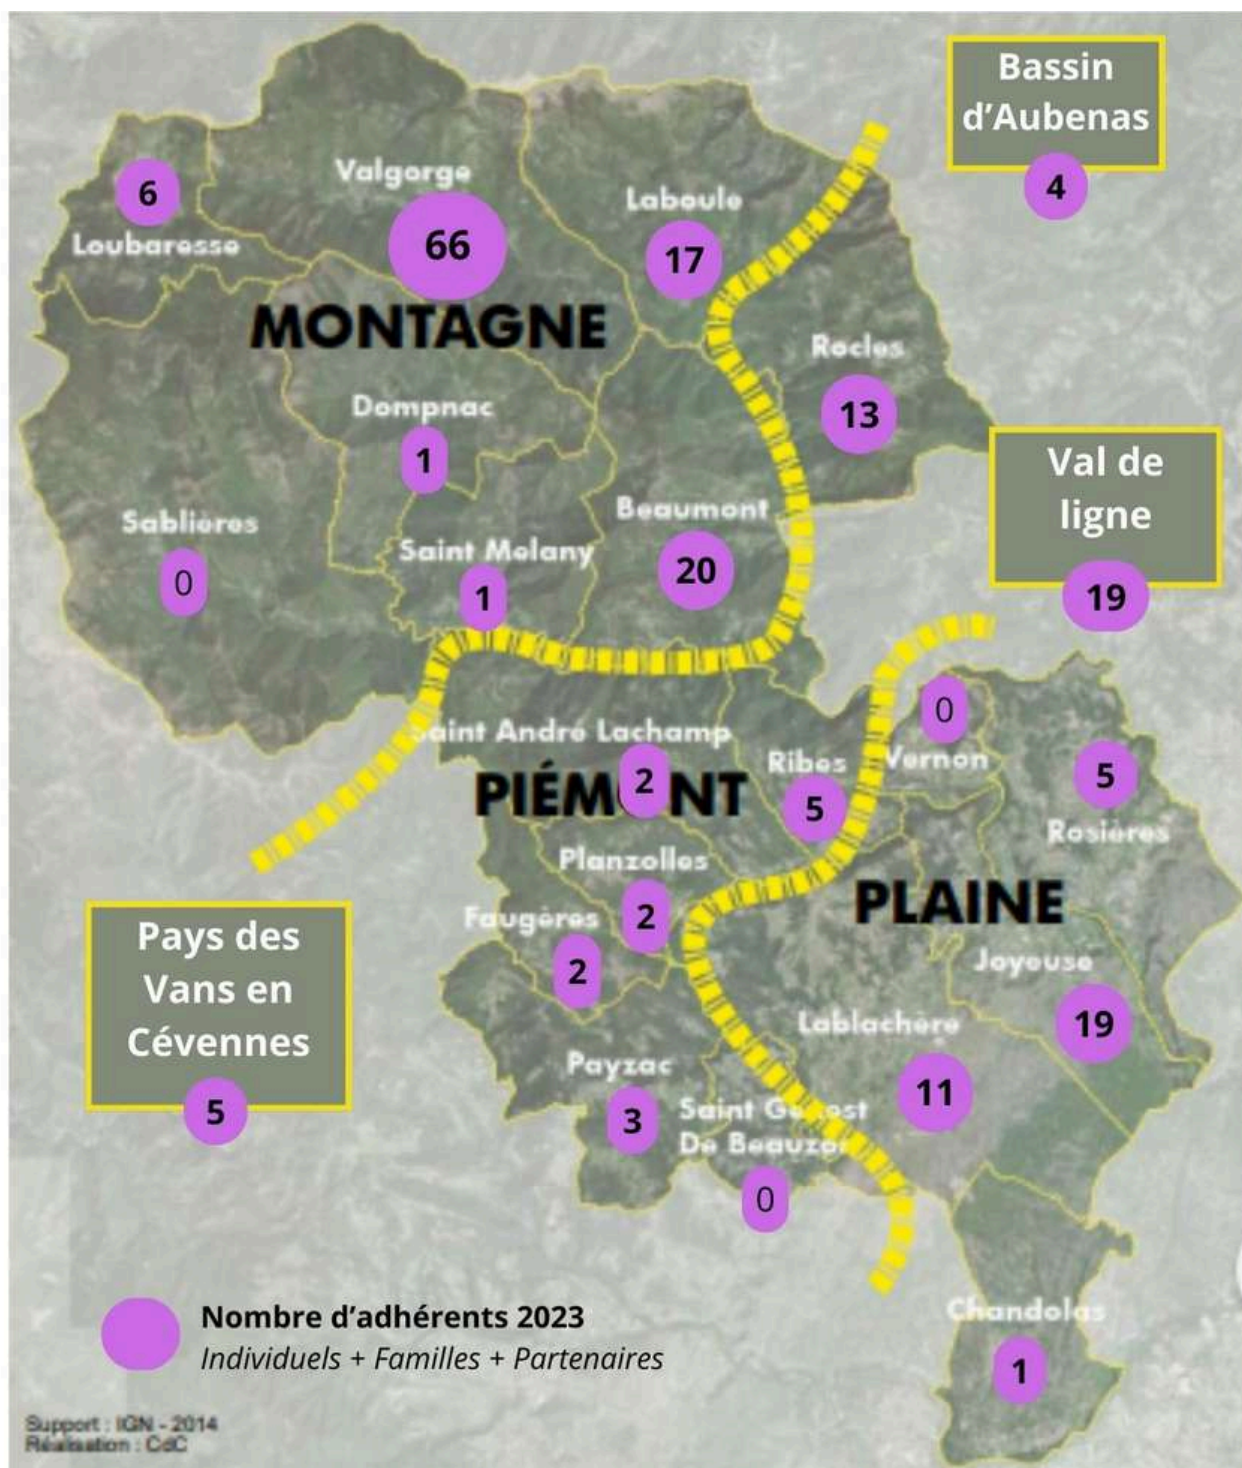 Bassin
d'Aubenas
4
6
Loubaresse
Valgorge
66
Laboule
17
MONTAGNE
Rocles
13
Dompnac
1
Val de
ligne
19
Sablières
0
Saint Melany
1
Beaumont
20
Saint André Lachamp
2
PIÉM NT
Ribes
5
0
Vernon
5
Rosières
Planzolles
2
PLAINE
Faugères
2
Pays des
Vans en
Cévennes
5
Joyeuse
19
Lablachère
11
Payzac
3
Saint G ost
De Beauzo
0
Chandolas
1
Nombre d'adhérents 2023
Individuels + Familles + Partenaires
Support : IGN - 2014
Réalisation : CdC